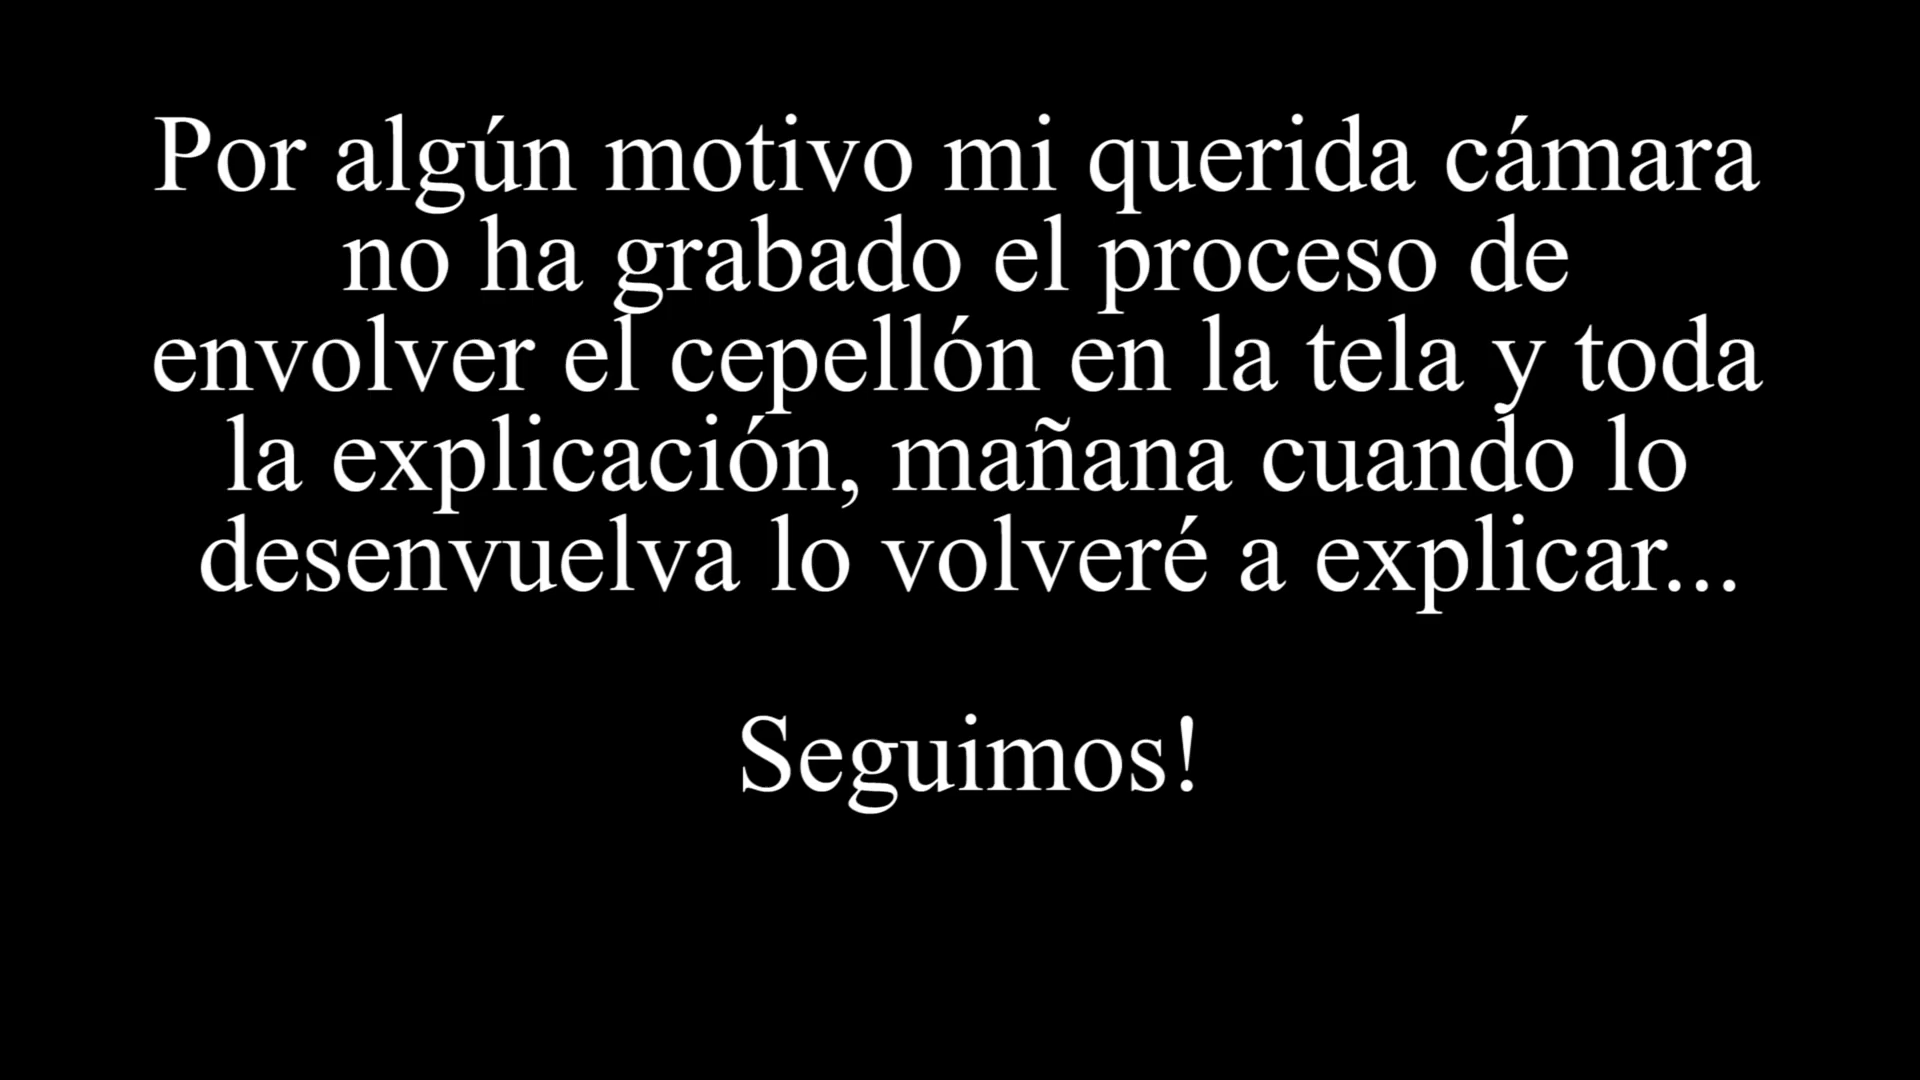 Por algún motivo mi querida cámara
no ha grabado el proceso de
envolver el cepellón en la tela y toda
la explicación, mañana cuando lo
desenvuelva lo volveré a explicar...
Seguimos!